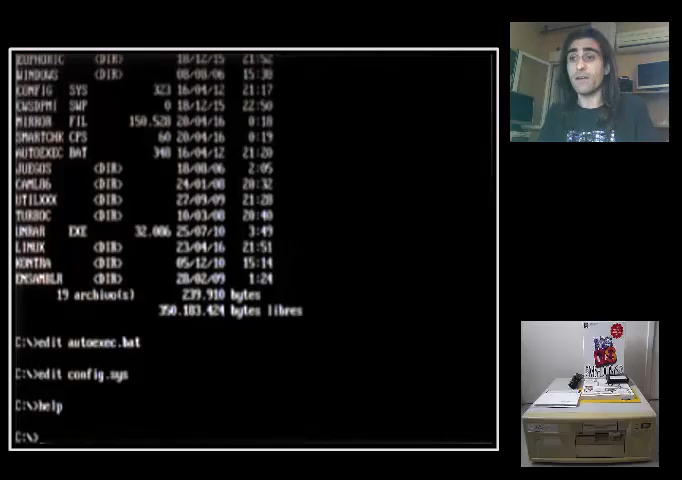 EUPHORIC <DIR> 18/12/15 21:52
WINDOWS <DIR> 08/08/06 15:38
CONFIG SYS 323 16/04/12 21:17
CWSDPMI SWP 0 18/12/15 22:50
MIRROR FIL 150.528 20/04/16 0:18
SMARTCHK CPS 60 20/04/16 0:19
AUTOEXEC BAT 348 16/04/12 21:20
JUEGOS <DIR> 18/08/06 2:05
CAML86 <DIR> 24/01/08 20:32
UTILXXX <DIR> 27/09/09 21:28
TURBOC <DIR> 10/03/08 20:40
UNRAR EXE 32.086 25/07/10 3:49
LINUX <DIR> 23/04/16 21:51
KONTRA <DIR> 05/12/10 15:14
ENSAMBLR <DIR> 28/02/09 1:24
19 archivo(s) 239.910 bytes
350.183.424 bytes libres
C:\>edit autoexec.bat
C:\>edit config.sys
C:\>help
C:\>_